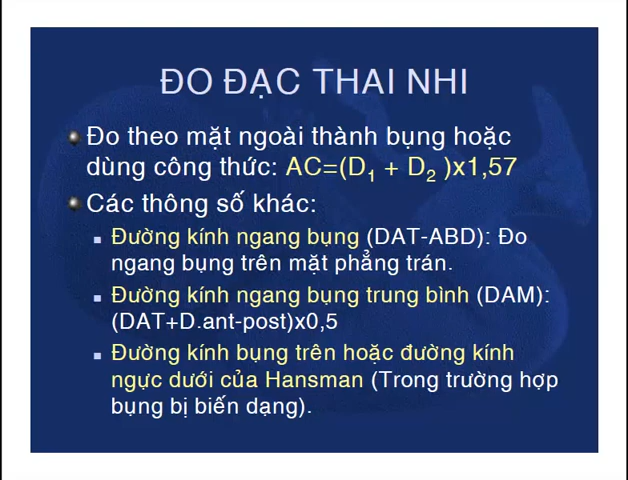 ĐO ĐẠC THAI NHI
Đo theo mặt ngoài thành bụng hoặc
dùng công thức: AC=(D1 + D2 )x1,57
Các thông số khác:
Đường kính ngang bụng (DAT-ABD): Đo
ngang bụng trên mặt phẳng trán.
Đường kính ngang bụng trung bình (DAM):
(DAT+D.ant-post)x0,5
Đường kính bụng trên hoặc đường kính
ngực dưới của Hansman (Trong trường hợp
bụng bị biến dạng).